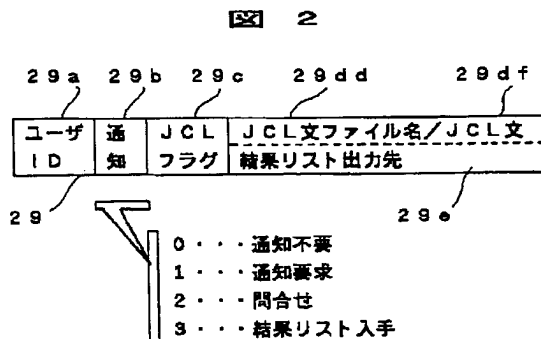 図 2
29a 29b 29c 29dd 29df
ユーザ 通 JCL JCL文ファイル名/JCL文
ID 知 フラグ 結果リスト出力先
29 29e
0・・・通知不要
1・・・通知要求
2・・・問合せ
3・・・結果リスト入手